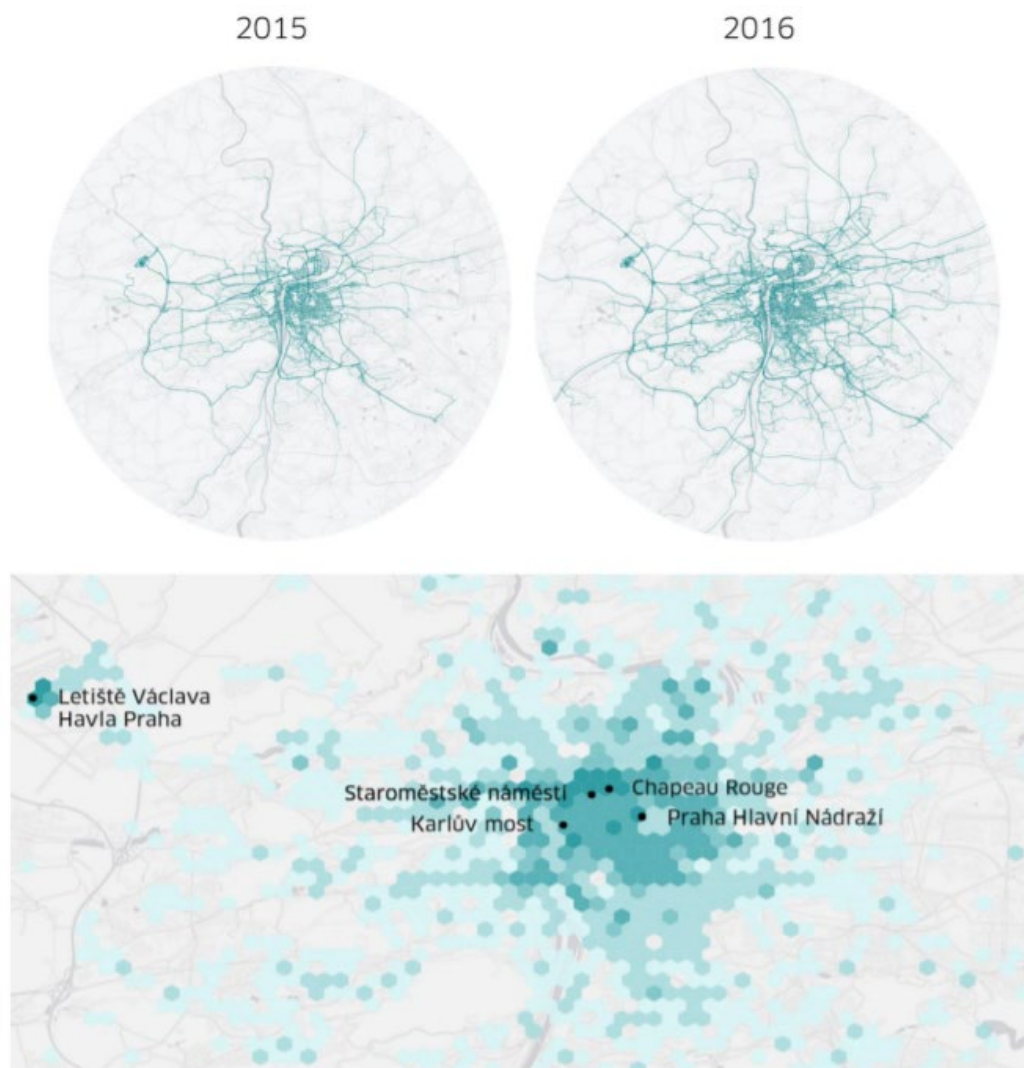 2015
2016
Letiště Václava
Havla Praha
Staroměstské náměstí
Chapeau Rouge
Karlův most
Praha Hlavní Nádraží